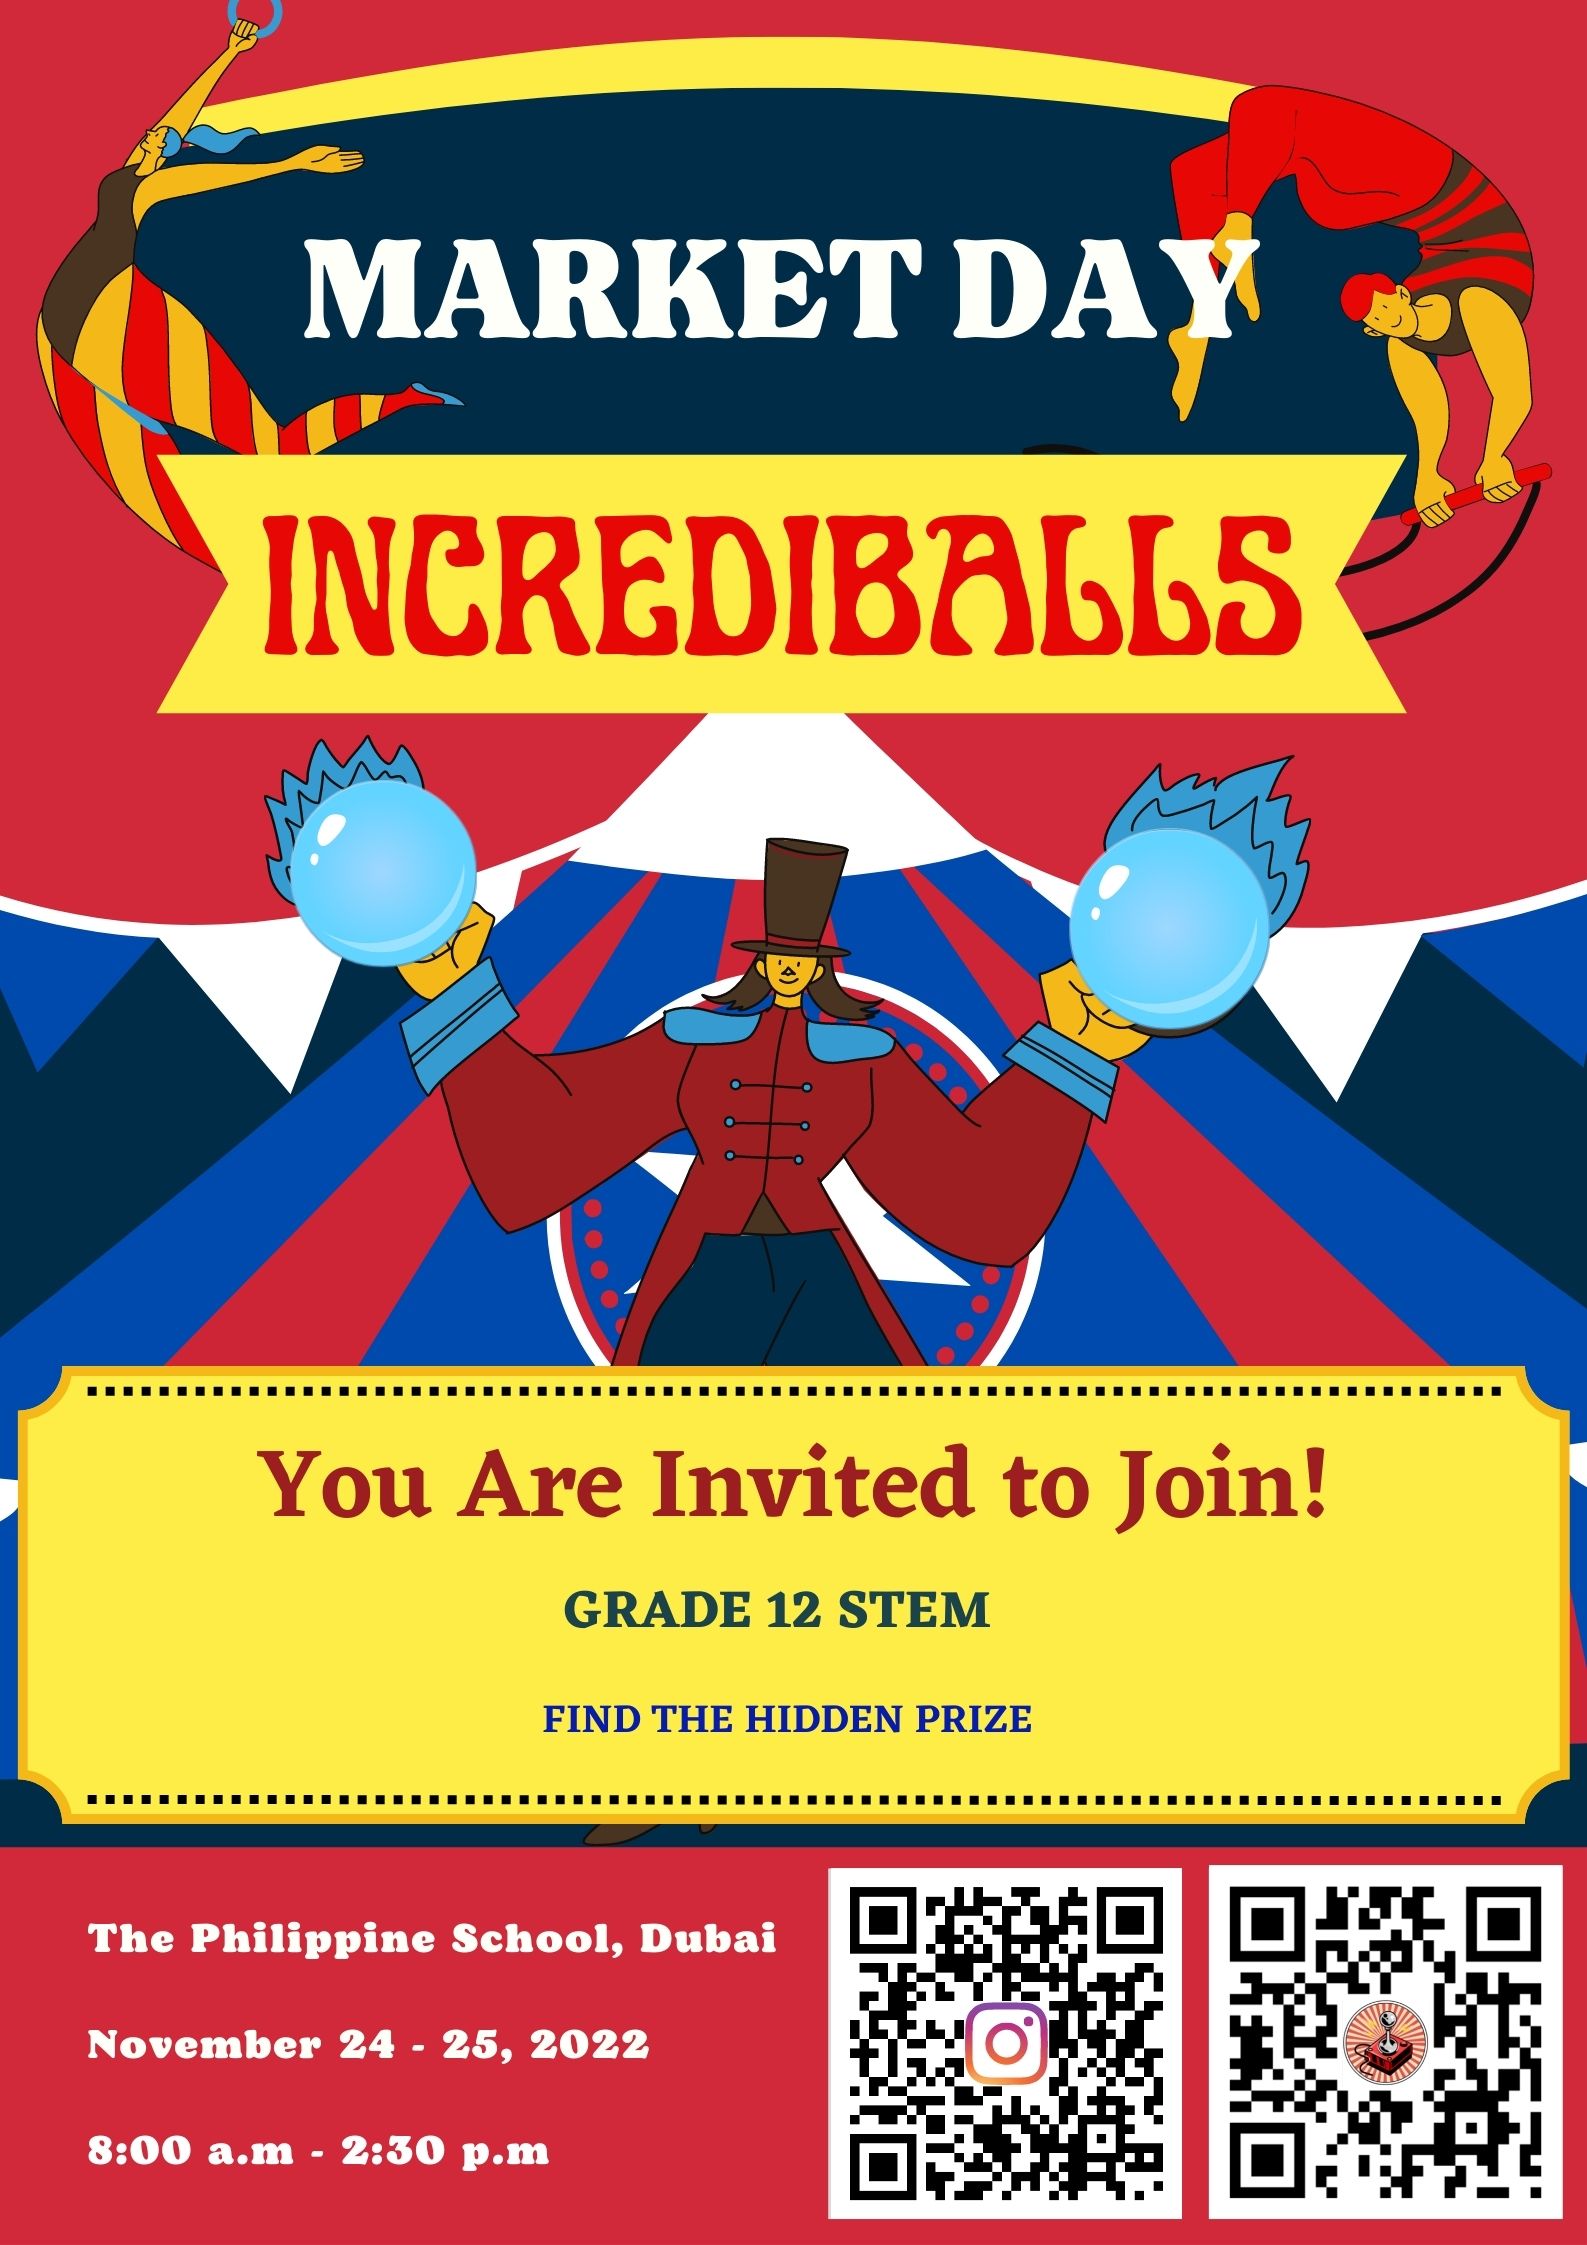 MARKET DAY
INCREDIBALLS
You Are Invited to Join!
GRADE 12 STEM
FIND THE HIDDEN PRIZE
The Philippine School, Dubai
November 24 - 25, 2022
8:00 a.m - 2:30 p.m